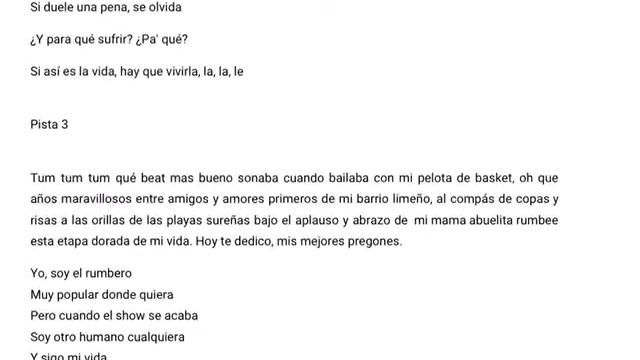 Si duele una pena, se olvida
¿Y para qué sufrir? ¿Pa' qué?
Si así es la vida, hay que vivirla, la, la, le
Pista 3
Tum tum tum qué beat mas bueno sonaba cuando bailaba con mi pelota de basket, oh que
años maravillosos entre amigos y amores primeros de mi barrio limeño, al compás de copas y
risas a las orillas de las playas sureñas bajo el aplauso y abrazo de mi mama abuelita rumbee
esta etapa dorada de mi vida. Hoy te dedico, mis mejores pregones.
Yo, soy el rumbero
Muy popular donde quiera
Pero cuando el show se acaba
Soy otro humano cualquiera
Y sigo mi vida